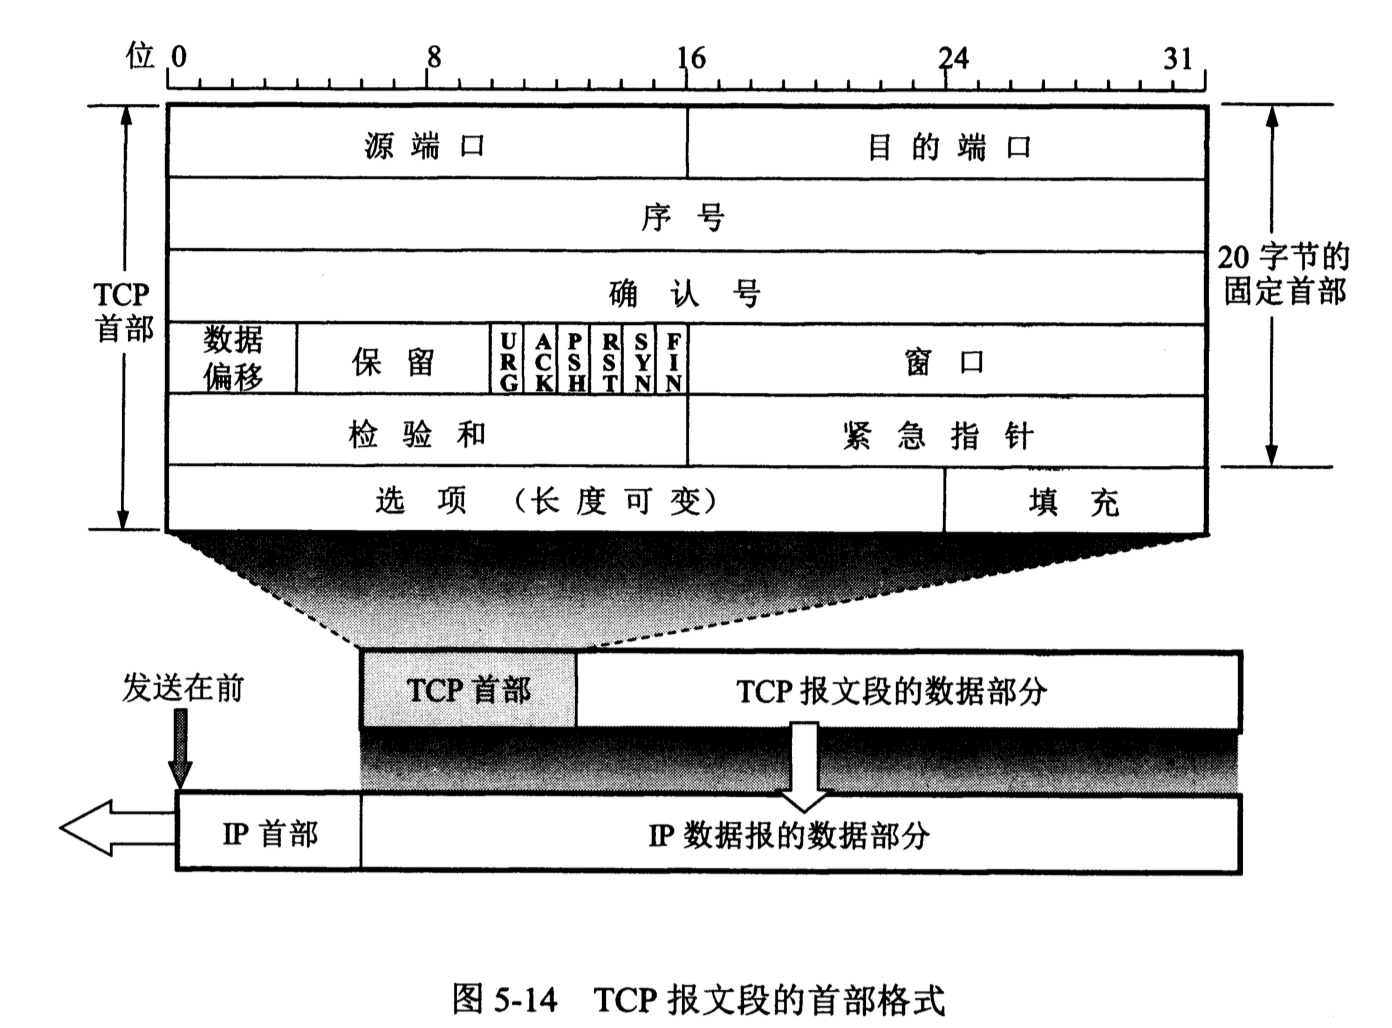 位 0 8 16 24 31
源端口 目的端口
序号
确认号
TCP
首部
20 字节的
固定首部
数据
偏移
保留
URG
ACK
PSH
RST
SYN
FIN
窗口
检验和 紧急指针
选项 （长度可变） 填充
发送在前
TCP 首部 TCP 报文段的数据部分
IP 首部 IP 数据报的数据部分
图 5-14 TCP 报文段的首部格式